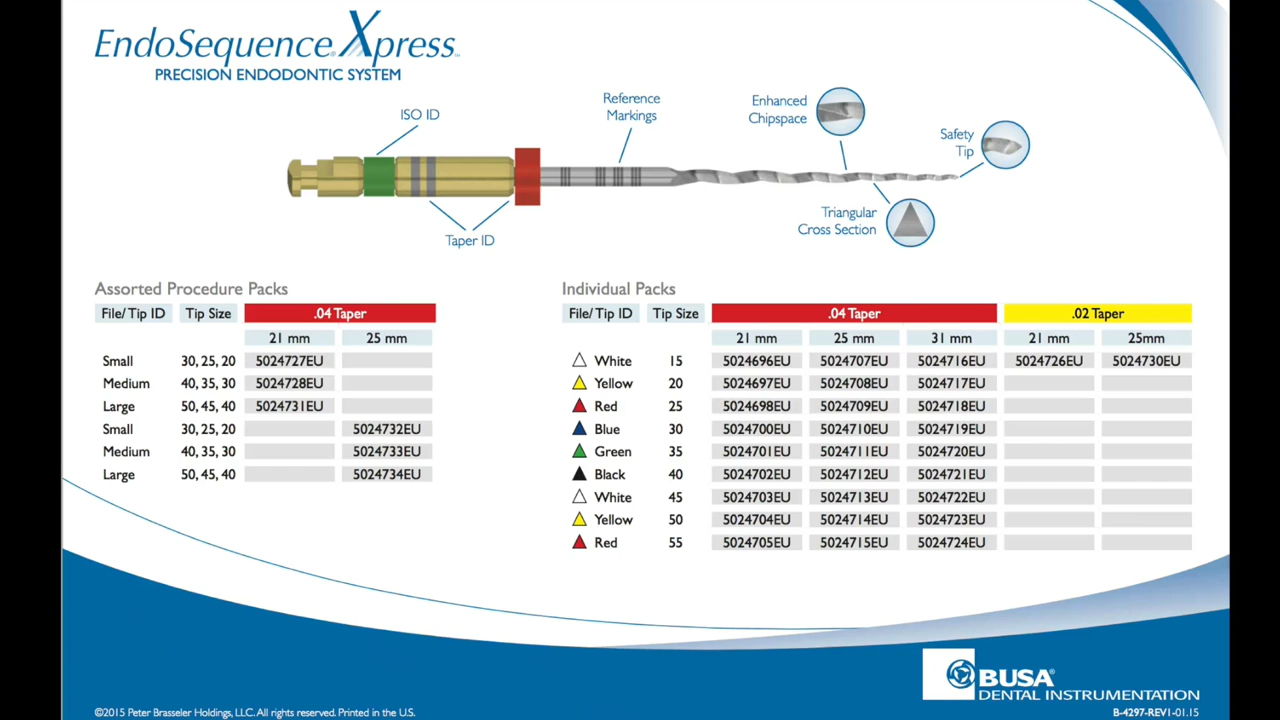 EndoSequence® Xpress™
PRECISION ENDODONTIC SYSTEM
ISO ID
Reference
Markings
Enhanced
Chipspace
Safety
Tip
Triangular
Cross Section
Taper ID
Assorted Procedure Packs
File/ Tip ID Tip Size .04 Taper
21 mm 25 mm
Small 30, 25, 20 5024727EU
Medium 40, 35, 30 5024728EU
Large 50, 45, 40 5024731EU
Small 30, 25, 20 5024732EU
Medium 40, 35, 30 5024733EU
Large 50, 45, 40 5024734EU
Individual Packs
File/ Tip ID Tip Size .04 Taper .02 Taper
21 mm 25 mm 31 mm 21 mm 25mm
White 15 5024696EU 5024707EU 5024716EU 5024726EU 5024730EU
Yellow 20 5024697EU 5024708EU 5024717EU
Red 25 5024698EU 5024709EU 5024718EU
Blue 30 5024700EU 5024710EU 5024719EU
Green 35 5024701EU 5024711EU 5024720EU
Black 40 5024702EU 5024712EU 5024721EU
White 45 5024703EU 5024713EU 5024722EU
Yellow 50 5024704EU 5024714EU 5024723EU
Red 55 5024705EU 5024715EU 5024724EU
BUSA®
DENTAL INSTRUMENTATION
©2015 Peter Brasseler Holdings, LLC. All rights reserved. Printed in the U.S.
B-4297-REV1-01.15